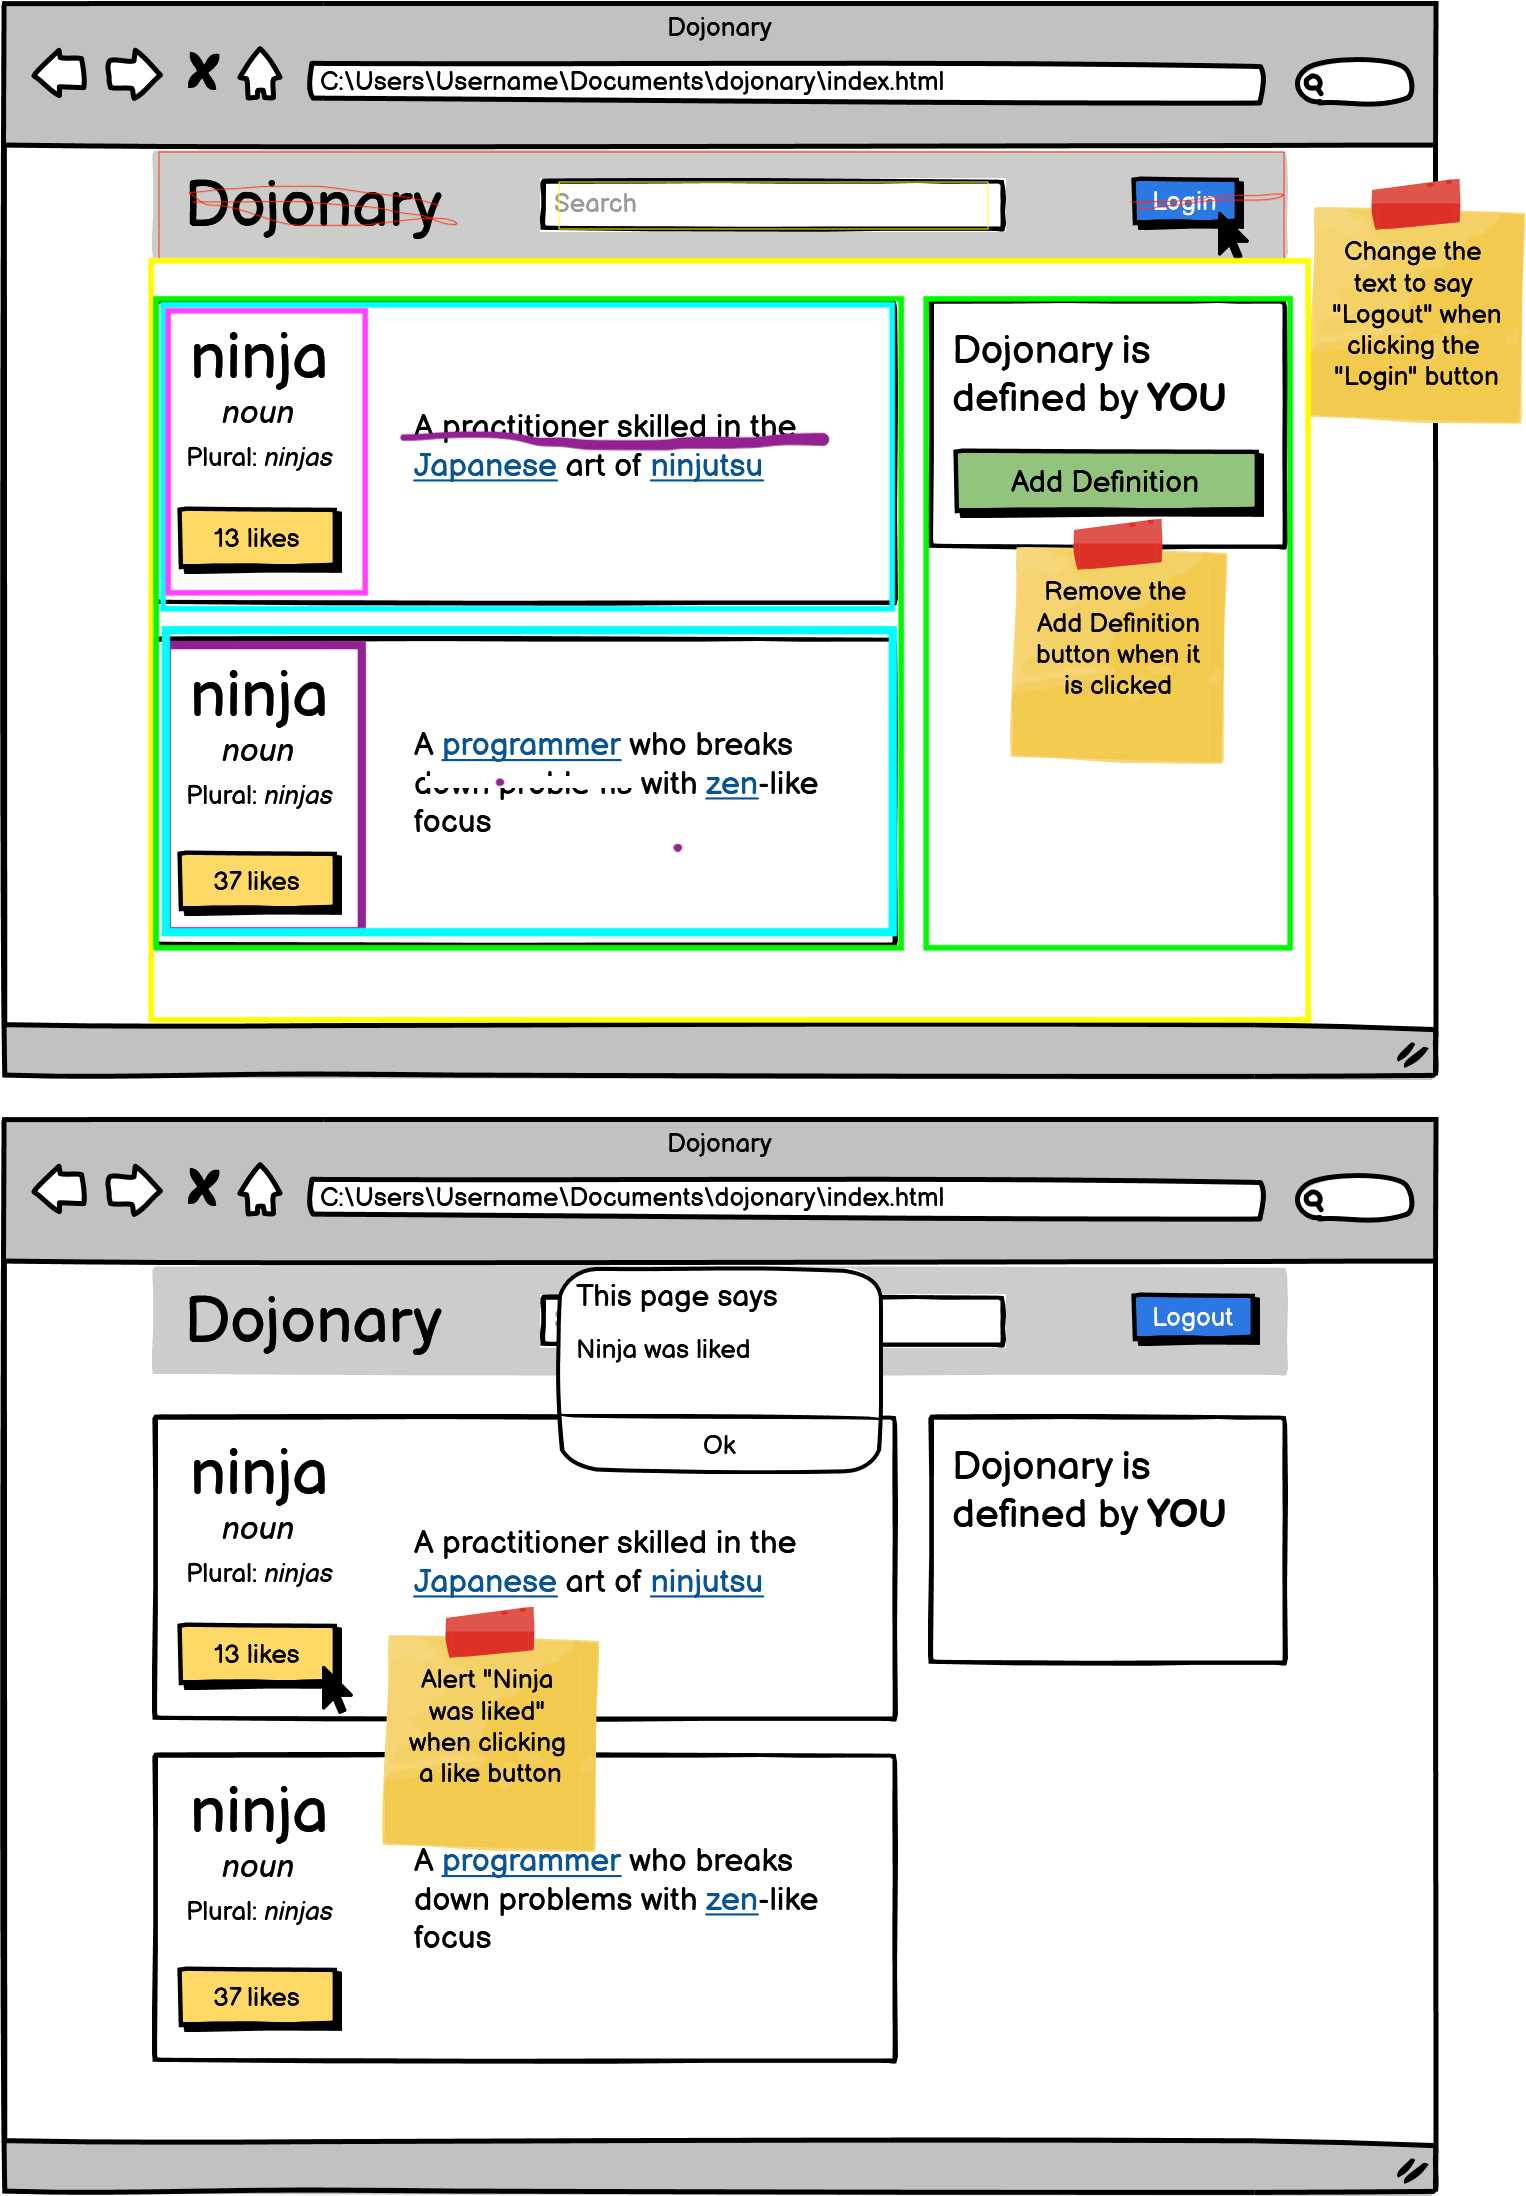 Dojonary
C:\Users\Username\Documents\dojonary\index.html
Dojonary
Search
Login
Change the
text to say
"Logout" when
clicking the
"Login" button
ninja
noun
Plural: ninjas
13 likes
A practitioner skilled in the
Japanese art of ninjutsu
Dojonary is
defined by YOU
Add Definition
Remove the
Add Definition
button when it
is clicked
ninja
noun
Plural: ninjas
37 likes
A programmer who breaks
down problems with zen-like
focus
Dojonary
C:\Users\Username\Documents\dojonary\index.html
Dojonary
This page says
Ninja was liked
Ok
Logout
ninja
noun
Plural: ninjas
13 likes
A practitioner skilled in the
Japanese art of ninjutsu
Dojonary is
defined by YOU
Alert "Ninja
was liked"
when clicking
a like button
ninja
noun
Plural: ninjas
37 likes
A programmer who breaks
down problems with zen-like
focus